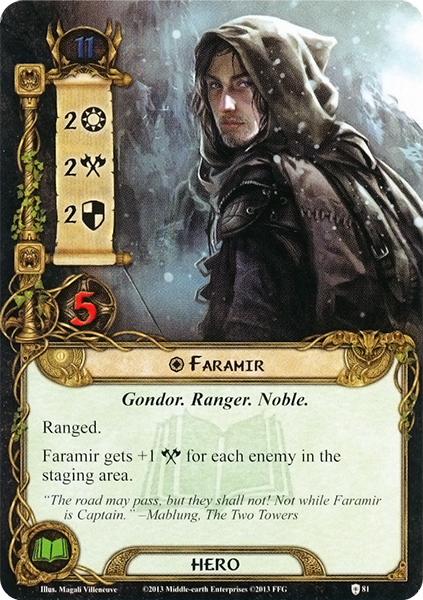 11
2
2
2
5
Faramir
Gondor. Ranger. Noble.
Ranged.
Faramir gets +1 for each enemy in the
staging area.
“The road may pass, but they shall not! Not while Faramir
is Captain.” –Mablung, The Two Towers
HERO
Illus. Magali Villeneuve ©2013 Middle-earth Enterprises ©2013 FFG 81